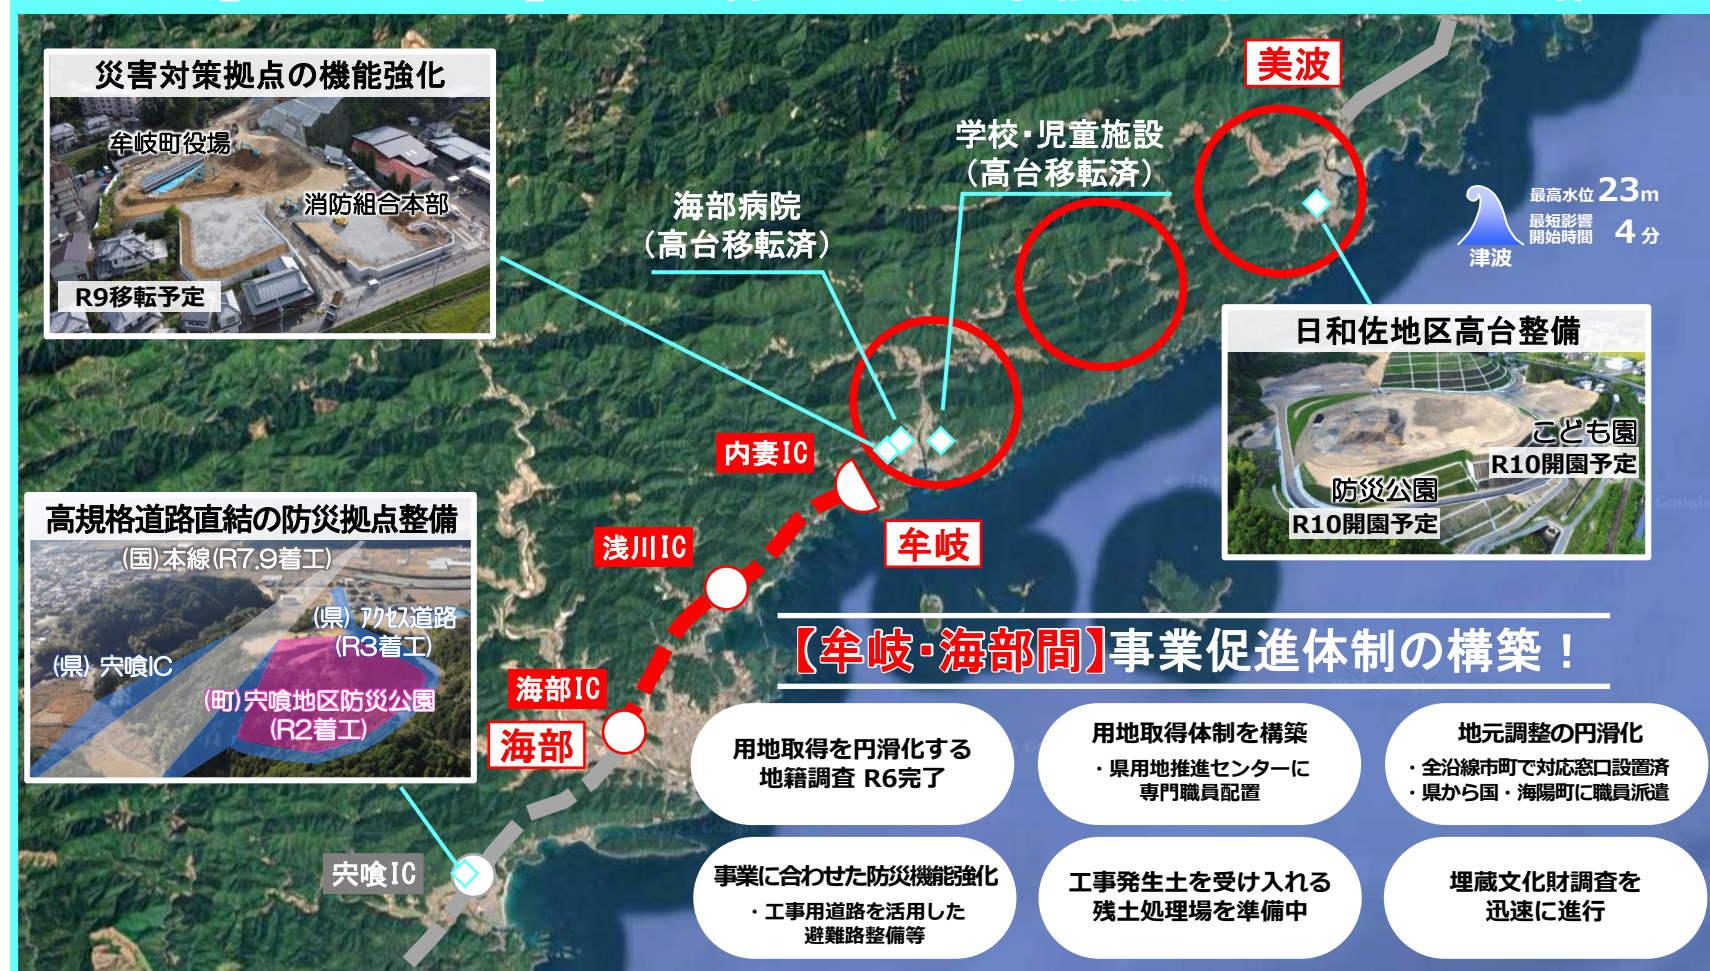 災害対策拠点の機能強化
牟岐町役場
消防組合本部
R9移転予定
美波
学校・児童施設
(高台移転済)
海部病院
(高台移転済)
最高水位 23m
最短影響
開始時間 4分
津波
日和佐地区高台整備
こども園
R10開園予定
防災公園
R10開園予定
内妻IC
牟岐
浅川IC
海部IC
海部
宍喰IC
高規格道路直結の防災拠点整備
(国)本線(R7.9着工)
(県)アクセス道路
(R3着工)
(県)宍喰IC
(町)宍喰地区防災公園
(R2着工)
【牟岐・海部間】事業促進体制の構築！
用地取得を円滑化する
地籍調査 R6完了
用地取得体制を構築
・県用地推進センターに
専門職員配置
地元調整の円滑化
・全沿線市町で対応窓口設置済
・県から国・海陽町に職員派遣
事業に合わせた防災機能強化
・工事用道路を活用した
避難路整備等
工事発生土を受け入れる
残土処理場を準備中
埋蔵文化財調査を
迅速に進行
Google